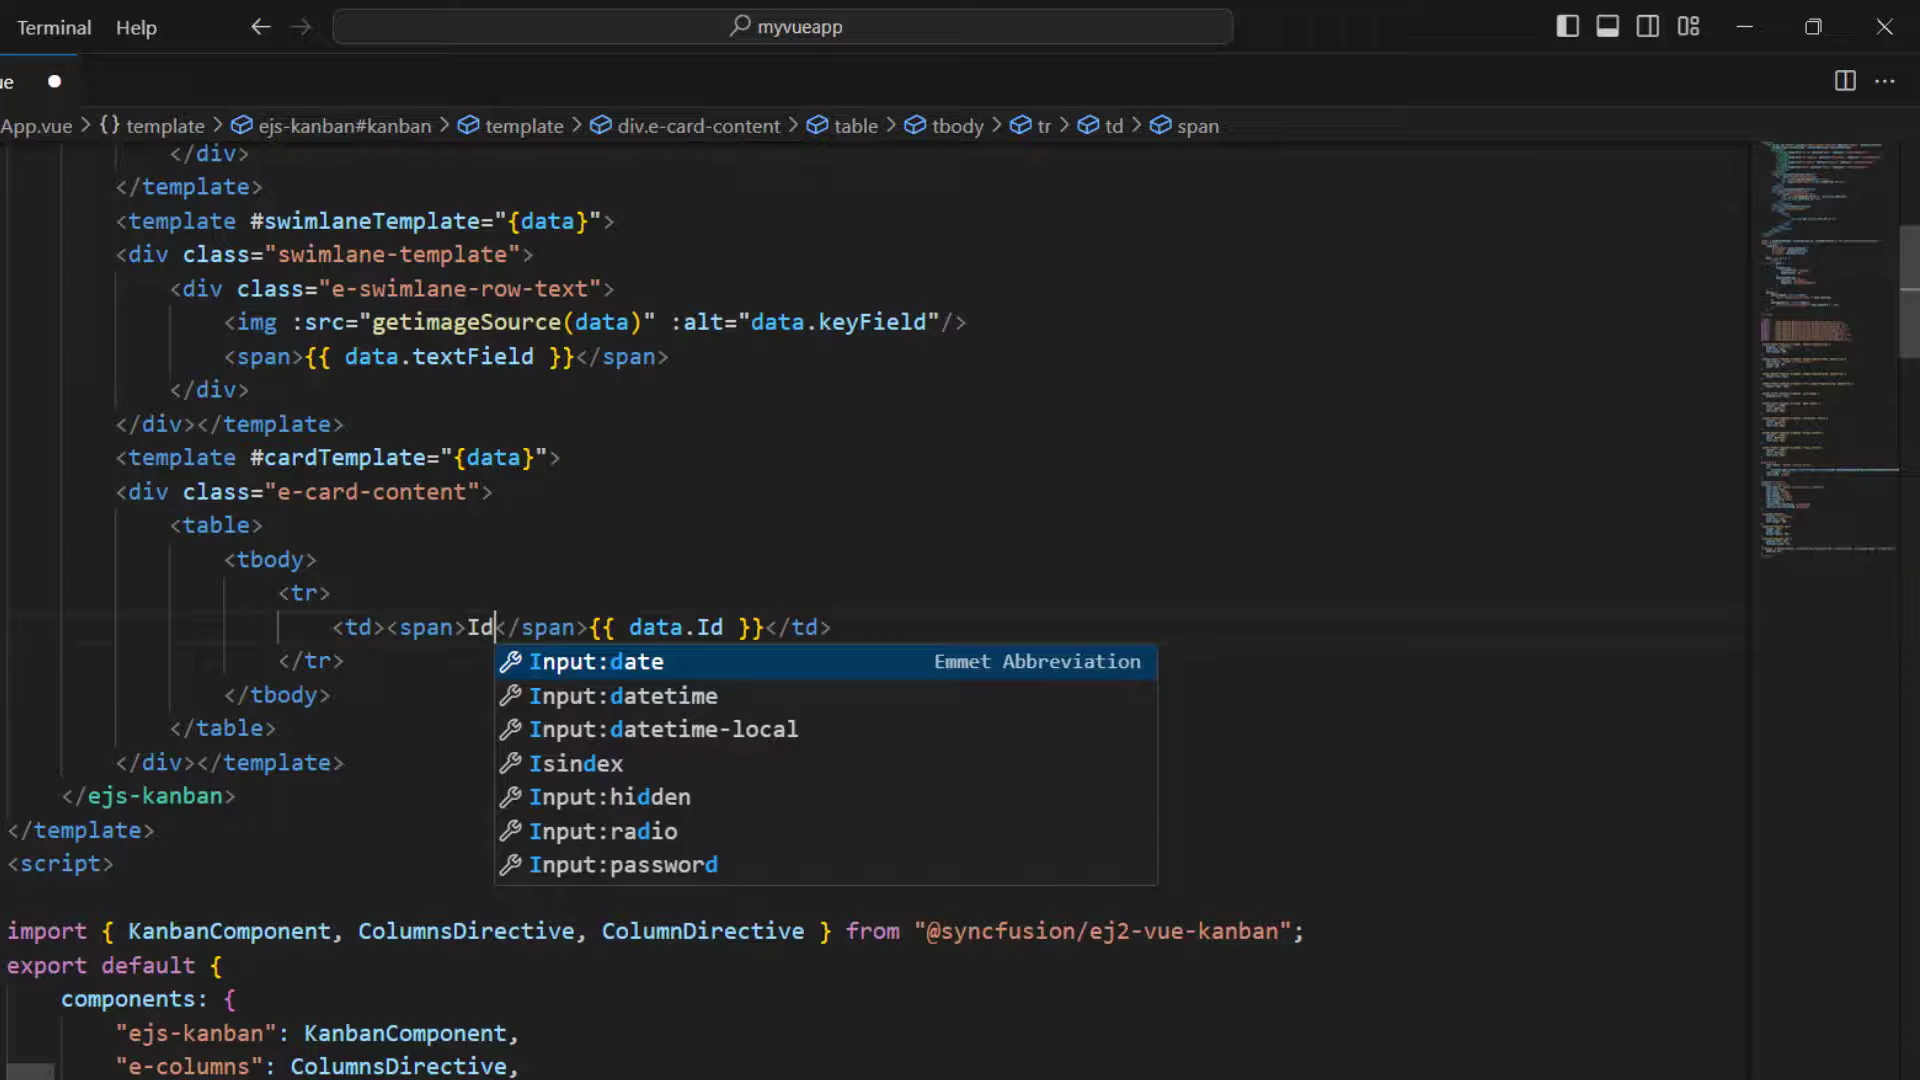 Terminal Help myvueapp
ue
App.vue > {} template > ejs-kanban#kanban > template > div.e-card-content > table > tbody > tr > td > span
</div>
</template>
<template #swimlaneTemplate="{data}">
<div class="swimlane-template">
<div class="e-swimlane-row-text">
<img :src="getimageSource(data)" :alt="data.keyField"/>
<span>{{ data.textField }}</span>
</div>
</div></template>
<template #cardTemplate="{data}">
<div class="e-card-content">
<table>
<tbody>
<tr>
<td><span>Id</span>{{ data.Id }}</td>
Input:date Emmet Abbreviation
</tr>
Input:datetime
</tbody>
Input:datetime-local
</table>
Isindex
</div></template>
Input:hidden
</ejs-kanban>
Input:radio
</template>
Input:password
<script>
import { KanbanComponent, ColumnsDirective, ColumnDirective } from "@syncfusion/ej2-vue-kanban";
export default {
components: {
"ejs-kanban": KanbanComponent,
"e-columns": ColumnsDirective,